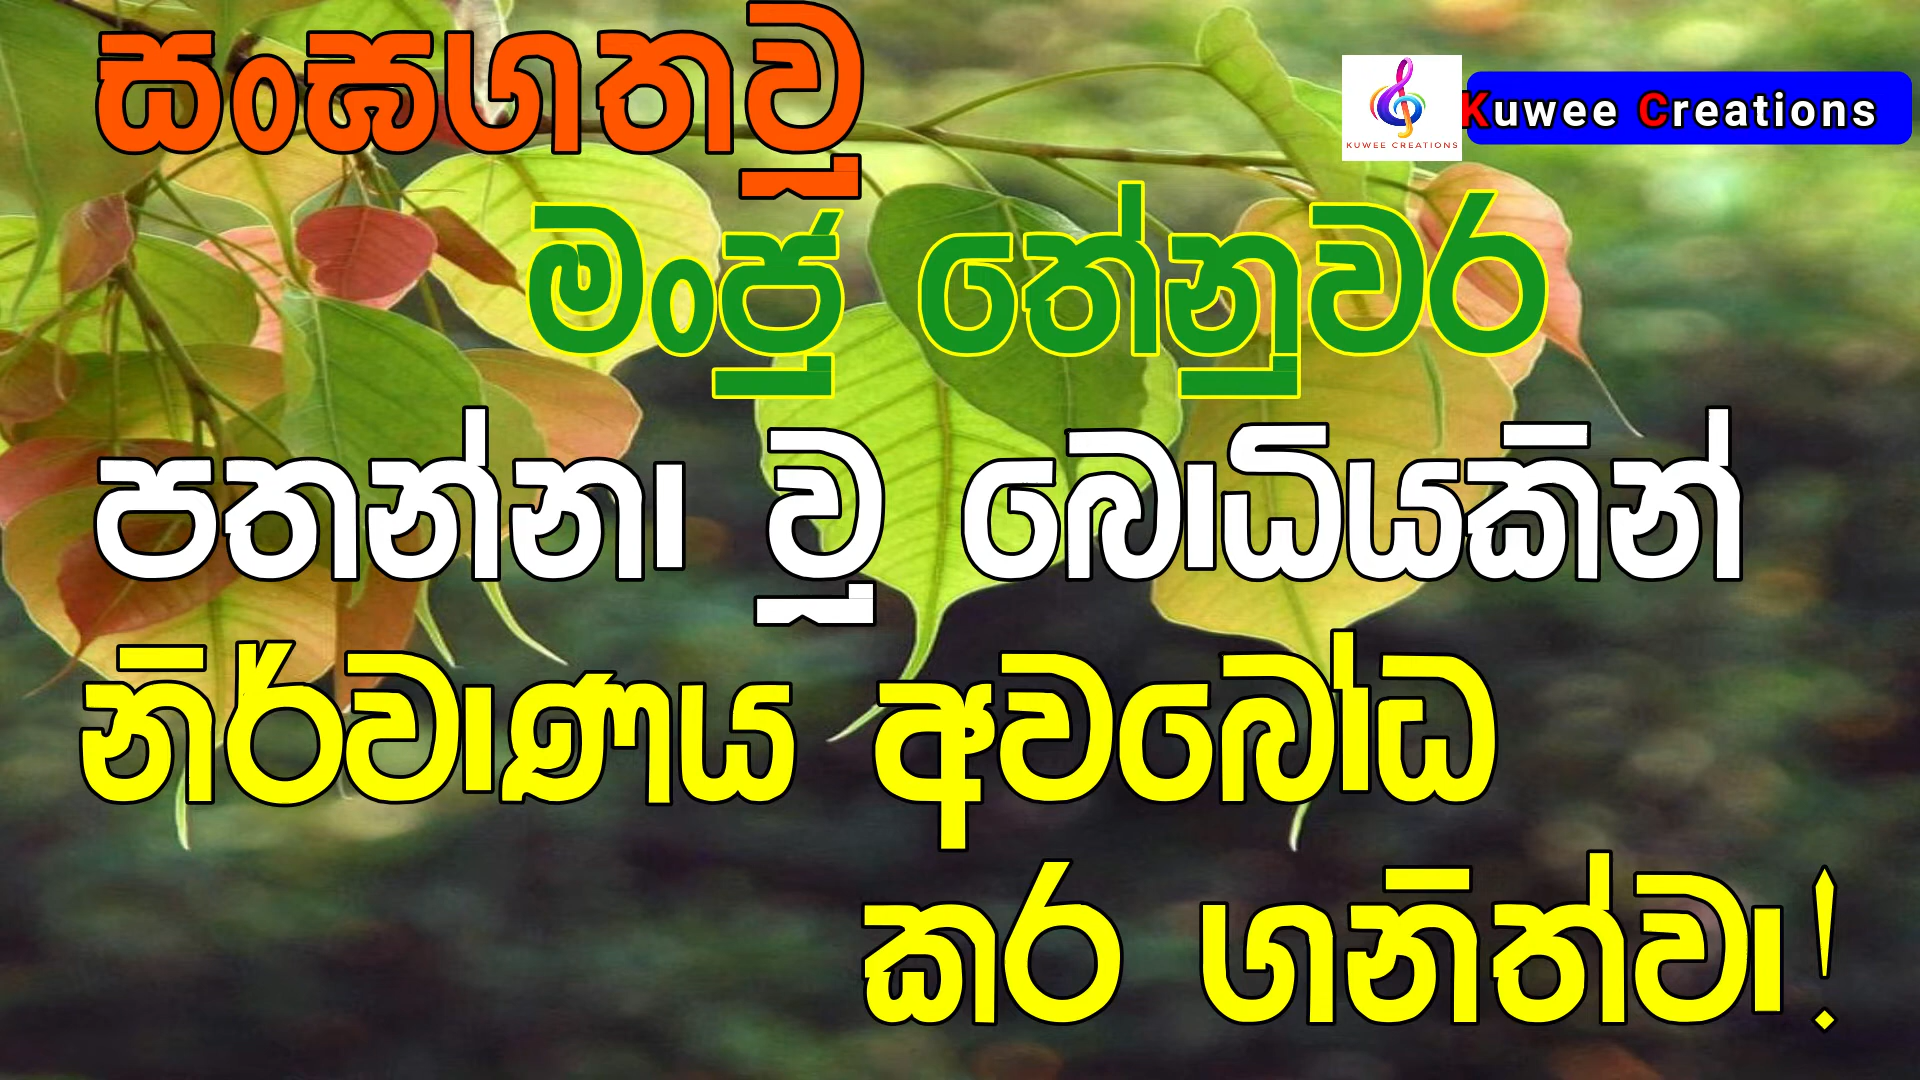 සංඝගතවූ
KUWEE CREATIONS
Kuwee Creations
මංජු තේනුවර
පතන්නා වූ බොධියකින්
නිර්වාණය අවබෝධ
කර ගනිත්වා!